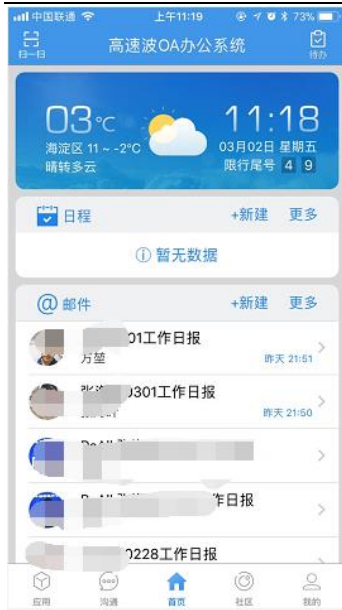 中国联通 上午11:19 73%
扫一扫 高速波OA办公系统 待办
03℃ 11:18
海淀区 11 ~ -2℃ 03月02日 星期五
晴转多云 限行尾号 4 9
日程 +新建 更多
暂无数据
邮件 +新建 更多
01工作日报
万堃 昨天 21:51
0301工作日报
昨天 21:50
作日报
0228工作日报
应用 沟通 首页 社区 我的